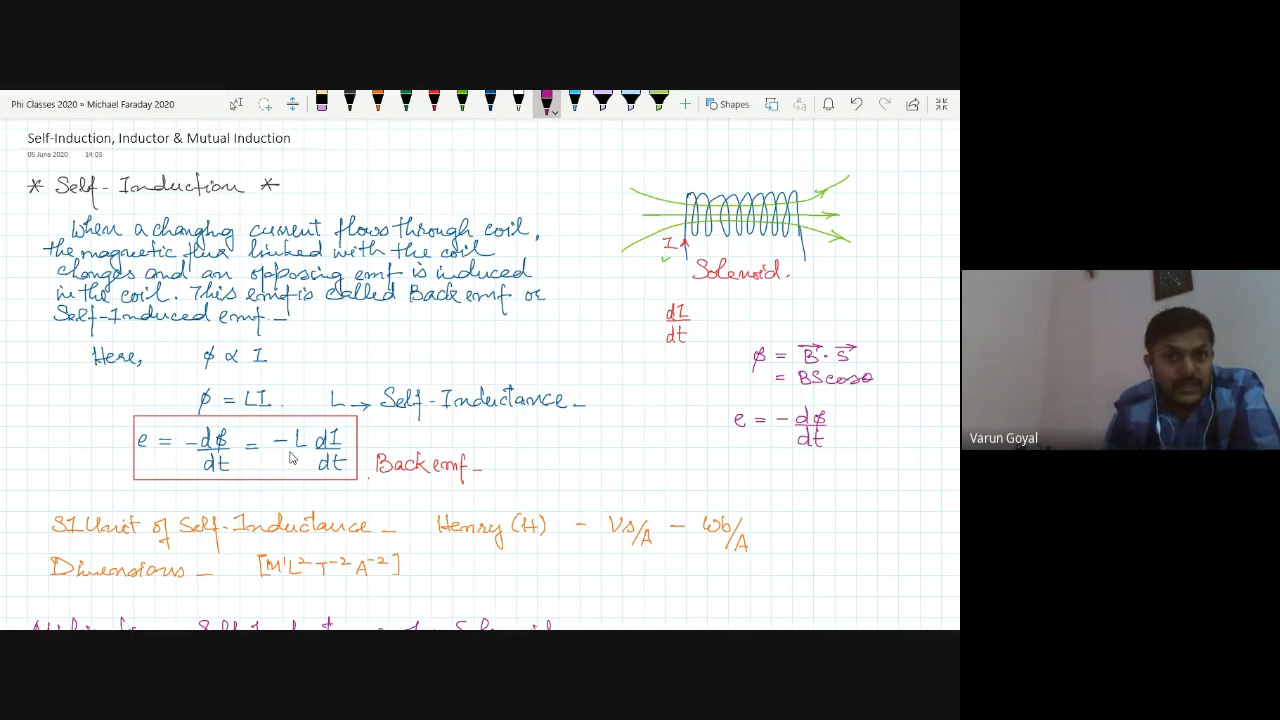 Phi Classes 2020 » Michael Faraday 2020
Shapes
Self-Induction, Inductor & Mutual Induction
05 June 2020 14:03
* Self-Induction *
When a changing current flows through coil,
the magnetic flux linked with the coil
changes and an opposing emf is induced
in the coil. This emf is called Back emf or
Self-Induced emf.
Here, φ ∝ I
φ = LI. L → Self-Inductance
e = -dφ/dt = -L dI/dt
Back emf
I
Solenoid.
dI/dt
φ = B⃗ · S⃗
= BS cosθ
e = -dφ/dt
SI Unit of Self-Inductance - Henry (H) - Vs/A - Wb/A
Dimensions - [M¹L²T⁻²A⁻²]
Varun Goyal